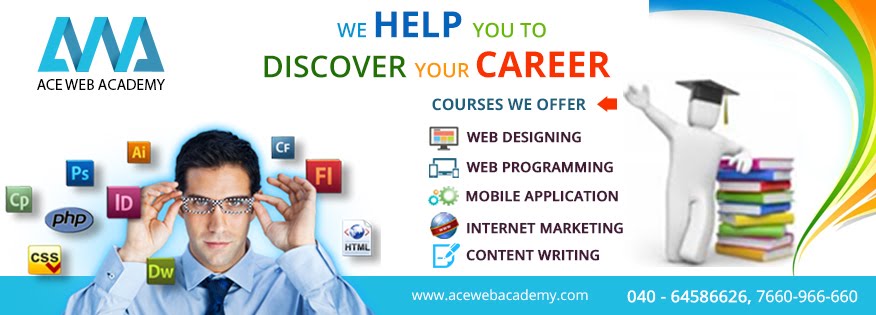 ACE WEB ACADEMY
WE HELP YOU TO
DISCOVER YOUR CAREER
COURSES WE OFFER
WEB DESIGNING
WEB PROGRAMMING
MOBILE APPLICATION
INTERNET MARKETING
CONTENT WRITING
Ai
Cf
Ps
Fl
Cp
ID
php
HTML
CSS
Dw
www.acewebacademy.com
040 - 64586626, 7660-966-660